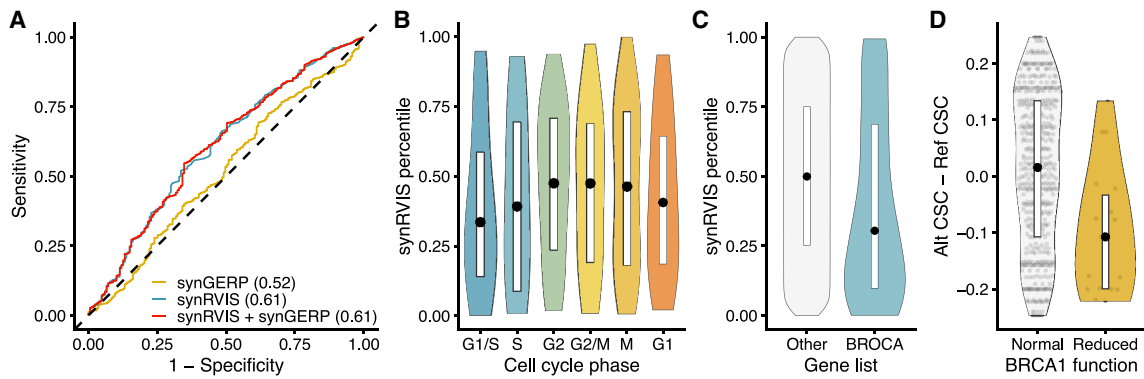 A
Sensitivity
1.00
0.75
0.50
0.25
0.00
0.00 0.25 0.50 0.75 1.00
1 − Specificity
synGERP (0.52)
synRVIS (0.61)
synRVIS + synGERP (0.61)
B
synRVIS percentile
1.00
0.75
0.50
0.25
0.00
G1/S S G2 G2/M M G1
Cell cycle phase
C
synRVIS percentile
1.00
0.75
0.50
0.25
0.00
Other BROCA
Gene list
D
Alt CSC − Ref CSC
0.2
0.1
0.0
−0.1
−0.2
Normal Reduced
BRCA1 function